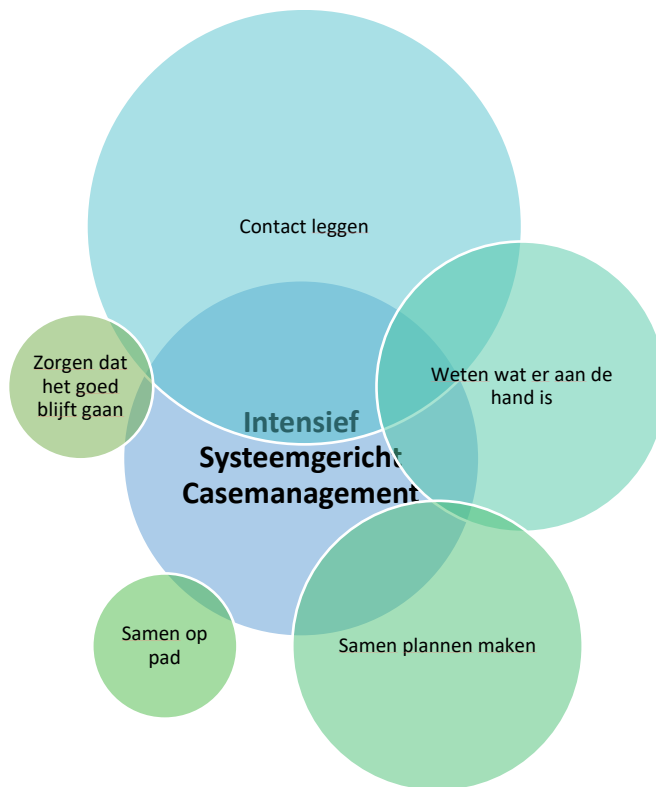 Contact leggen
Zorgen dat
het goed
blijft gaan
Weten wat er aan de
hand is
Intensief
Systeemgericht
Casemanagement
Samen op
pad
Samen plannen maken